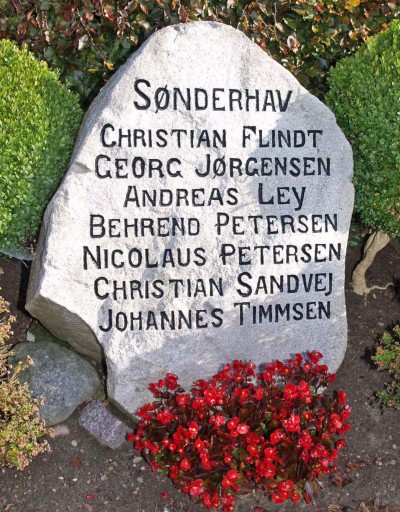 SØNDERHAV
CHRISTIAN FLINDT
GEORG JØRGENSEN
ANDREAS LEY
BEHREND PETERSEN
NICOLAUS PETERSEN
CHRISTIAN SANDVEJ
JOHANNES TIMMSEN